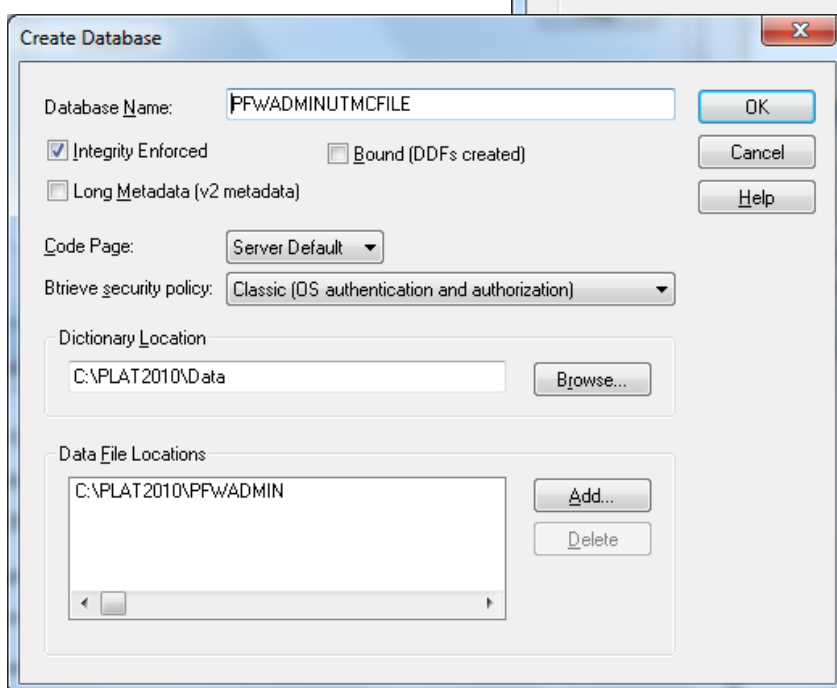 Create Database
Database Name: PFWADMINUTMCFILE
OK
Integrity Enforced
Bound (DDFs created)
Cancel
Long Metadata (v2 metadata)
Help
Code Page: Server Default
Btrieve security policy: Classic (OS authentication and authorization)
Dictionary Location
C:\PLAT2010\Data
Browse...
Data File Locations
C:\PLAT2010\PFWADMIN
Add...
Delete